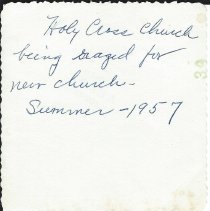 Holy Cross Church
being razed for
new church -
Summer - 1957